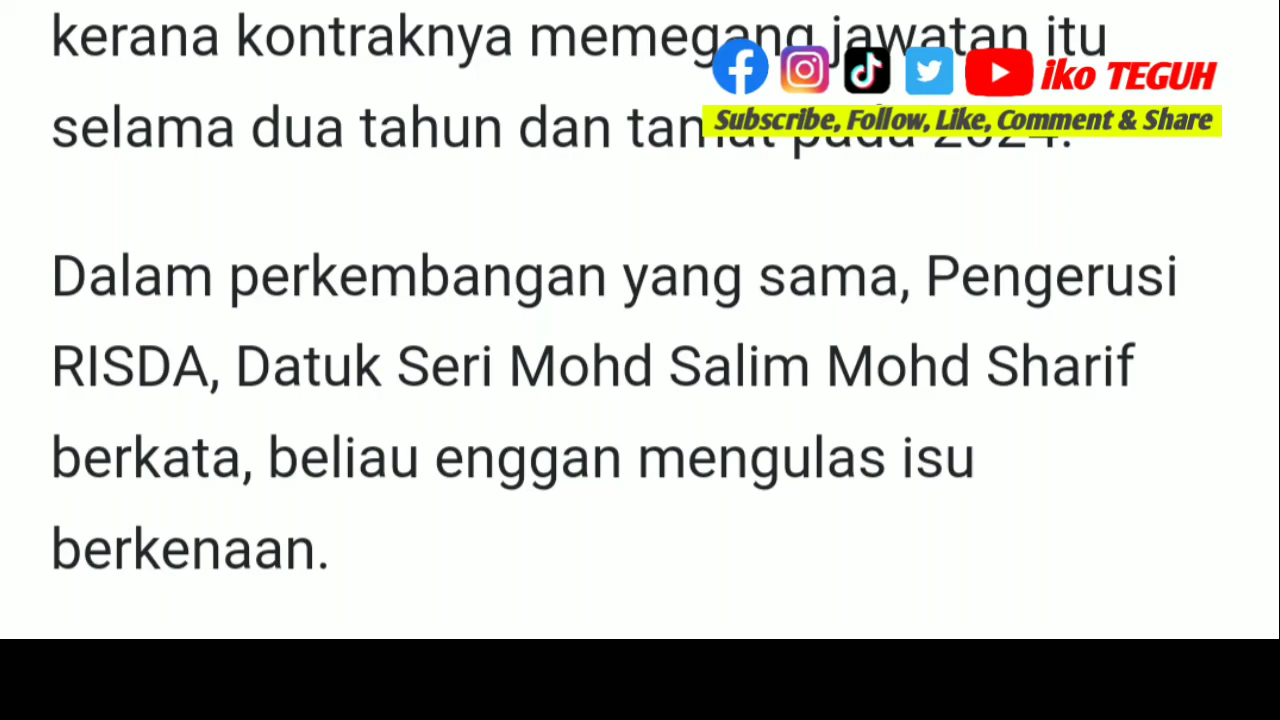 kerana kontraknya memegang jawatan itu
iko TEGUH
Subscribe, Follow, Like, Comment & Share
selama dua tahun dan tamat pada 2024.
Dalam perkembangan yang sama, Pengerusi
RISDA, Datuk Seri Mohd Salim Mohd Sharif
berkata, beliau enggan mengulas isu
berkenaan.